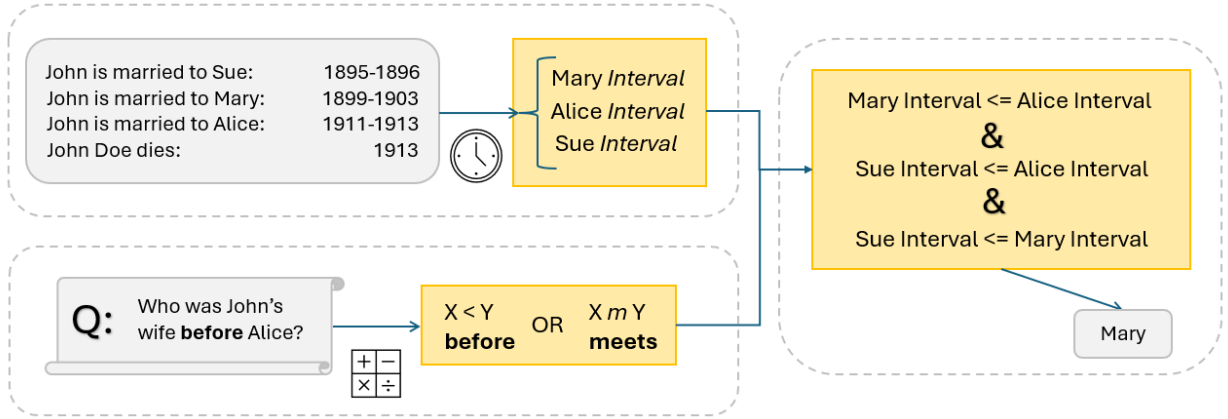 John is married to Sue: 1895-1896
John is married to Mary: 1899-1903
John is married to Alice: 1911-1913
John Doe dies: 1913
Mary Interval
Alice Interval
Sue Interval
Q: Who was John's
wife before Alice?
+ −
× ÷
X < Y OR X m Y
before meets
Mary Interval <= Alice Interval
&
Sue Interval <= Alice Interval
&
Sue Interval <= Mary Interval
Mary